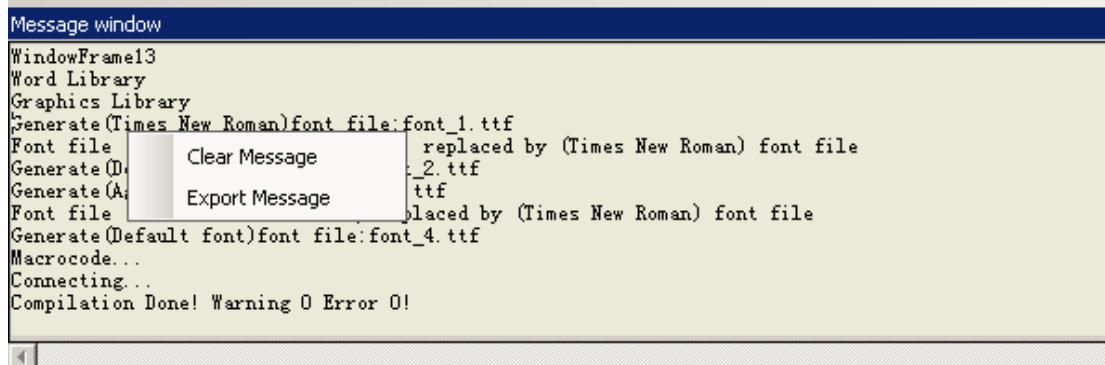 Message window
WindowFrame13
Word Library
Graphics Library
Generate(Times New Roman)font file:font_1.ttf
Font file replaced by (Times New Roman) font file
Generate(D _2.ttf
Generate(A ttf
Font file placed by (Times New Roman) font file
Generate(Default font)font file:font_4.ttf
Macrocode...
Connecting...
Compilation Done! Warning 0 Error 0!
Clear Message
Export Message